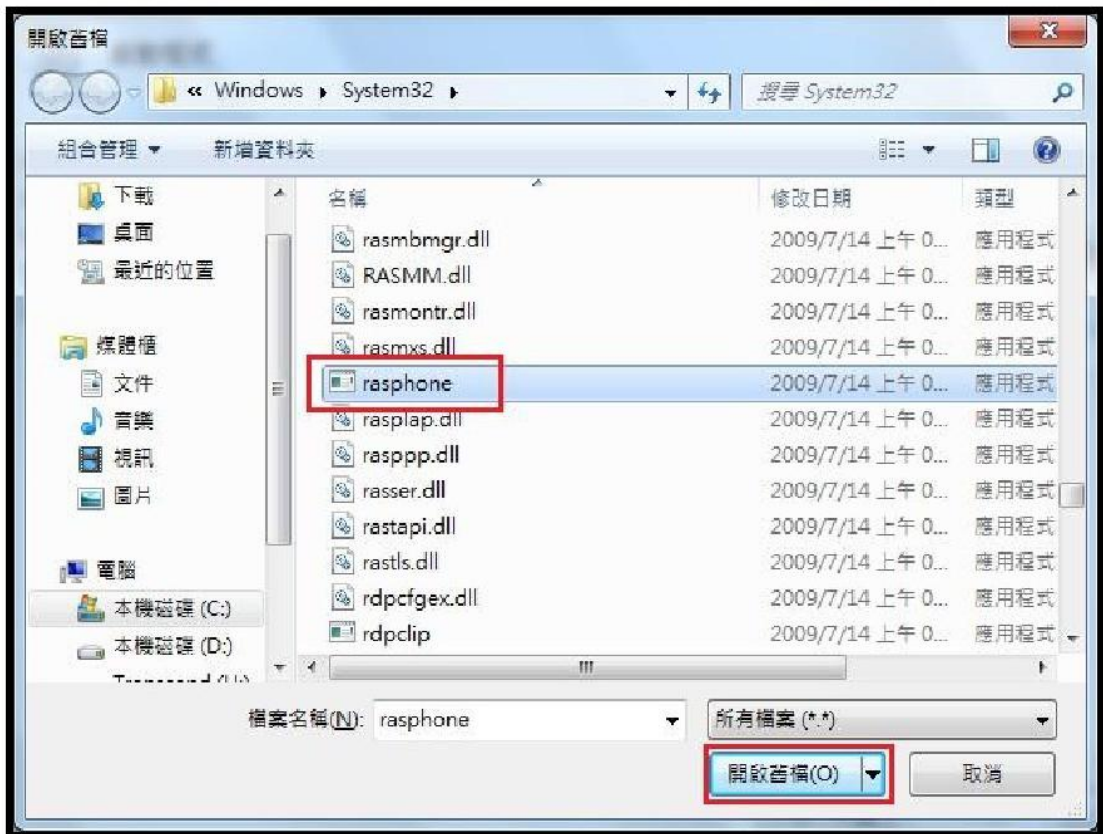 開啟舊檔
« Windows ▸ System32 ▸
搜尋 System32
組合管理 ▼ 新增資料夾
下載
桌面
最近的位置
媒體櫃
文件
音樂
視訊
圖片
電腦
本機磁碟 (C:)
本機磁碟 (D:)
名稱 修改日期 類型
rasmbmgr.dll 2009/7/14 上午 0... 應用程式
RASMM.dll 2009/7/14 上午 0... 應用程式
rasmontr.dll 2009/7/14 上午 0... 應用程式
rasmxs.dll 2009/7/14 上午 0... 應用程式
rasphone 2009/7/14 上午 0... 應用程式
rasplap.dll 2009/7/14 上午 0... 應用程式
rasppp.dll 2009/7/14 上午 0... 應用程式
rasser.dll 2009/7/14 上午 0... 應用程式
rastapi.dll 2009/7/14 上午 0... 應用程式
rastls.dll 2009/7/14 上午 0... 應用程式
rdpcfgex.dll 2009/7/14 上午 0... 應用程式
rdpclip 2009/7/14 上午 0... 應用程式
檔案名稱(N): rasphone
所有檔案 (*.*)
開啟舊檔(O) 取消